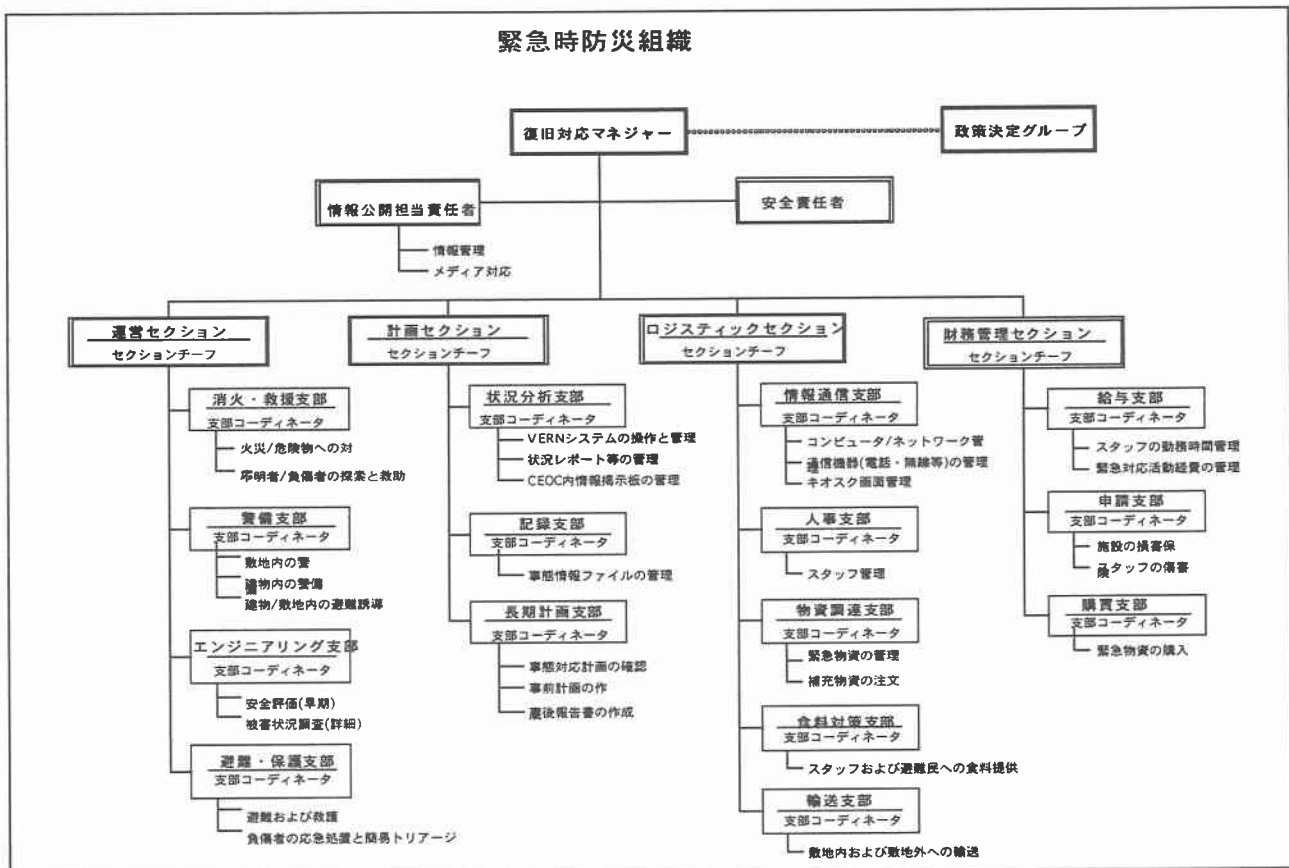 緊急時防災組織
復旧対応マネジャー
政策決定グループ
情報公開担当責任者
安全責任者
情報管理
メディア対応
運営セクション
セクションチーフ
消火・救援支部
支部コーディネータ
火災/危険物への対
応
不明者/負傷者の探索と救助
警備支部
支部コーディネータ
敷地内の警
備
建物内の警備
建物/敷地内の避難誘導
エンジニアリング支部
支部コーディネータ
安全評価(早期)
被害状況調査(詳細)
避難・保護支部
支部コーディネータ
避難および救護
負傷者の応急処置と簡易トリアージ
計画セクション
セクションチーフ
状況分析支部
支部コーディネータ
VERNシステムの操作と管理
状況レポート等の管理
CEOC内情報掲示板の管理
記録支部
支部コーディネータ
事態情報ファイルの管理
長期計画支部
支部コーディネータ
事態対応計画の確認
事前計画の作
成
事後報告書の作成
ロジスティックセクション
セクションチーフ
情報通信支部
支部コーディネータ
コンピュータ/ネットワーク管
理
通信機器(電話・無線等)の管理
キオスク画面管理
人事支部
支部コーディネータ
スタッフ管理
物資調達支部
支部コーディネータ
緊急物資の管理
補充物資の注文
食料対策支部
支部コーディネータ
スタッフおよび避難民への食料提供
輸送支部
支部コーディネータ
敷地内および敷地外への輸送
財務管理セクション
セクションチーフ
給与支部
支部コーディネータ
スタッフの勤務時間管理
緊急対応活動経費の管理
申請支部
支部コーディネータ
施設の損害保
険
スタッフの傷害
購買支部
支部コーディネータ
緊急物資の購入